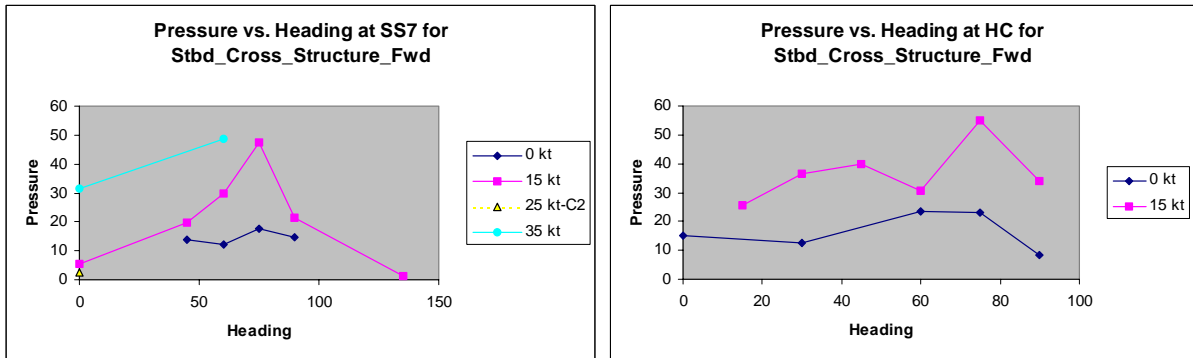 Pressure vs. Heading at SS7 for
Stbd_Cross_Structure_Fwd
60
50
40
30
20
10
0
Pressure
0 50 100 150
Heading
0 kt
15 kt
25 kt-C2
35 kt
Pressure vs. Heading at HC for
Stbd_Cross_Structure_Fwd
60
50
40
30
20
10
0
Pressure
0 20 40 60 80 100
Heading
0 kt
15 kt